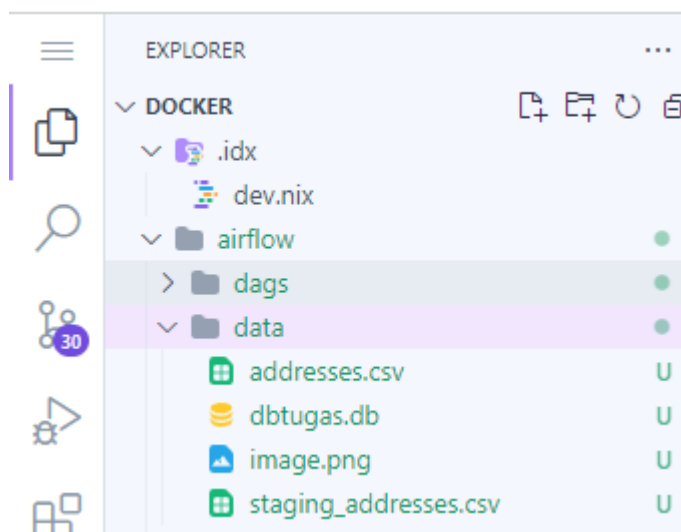 EXPLORER
DOCKER
.idx
dev.nix
airflow
dags
30
data
addresses.csv U
dbtugas.db U
image.png U
staging_addresses.csv U